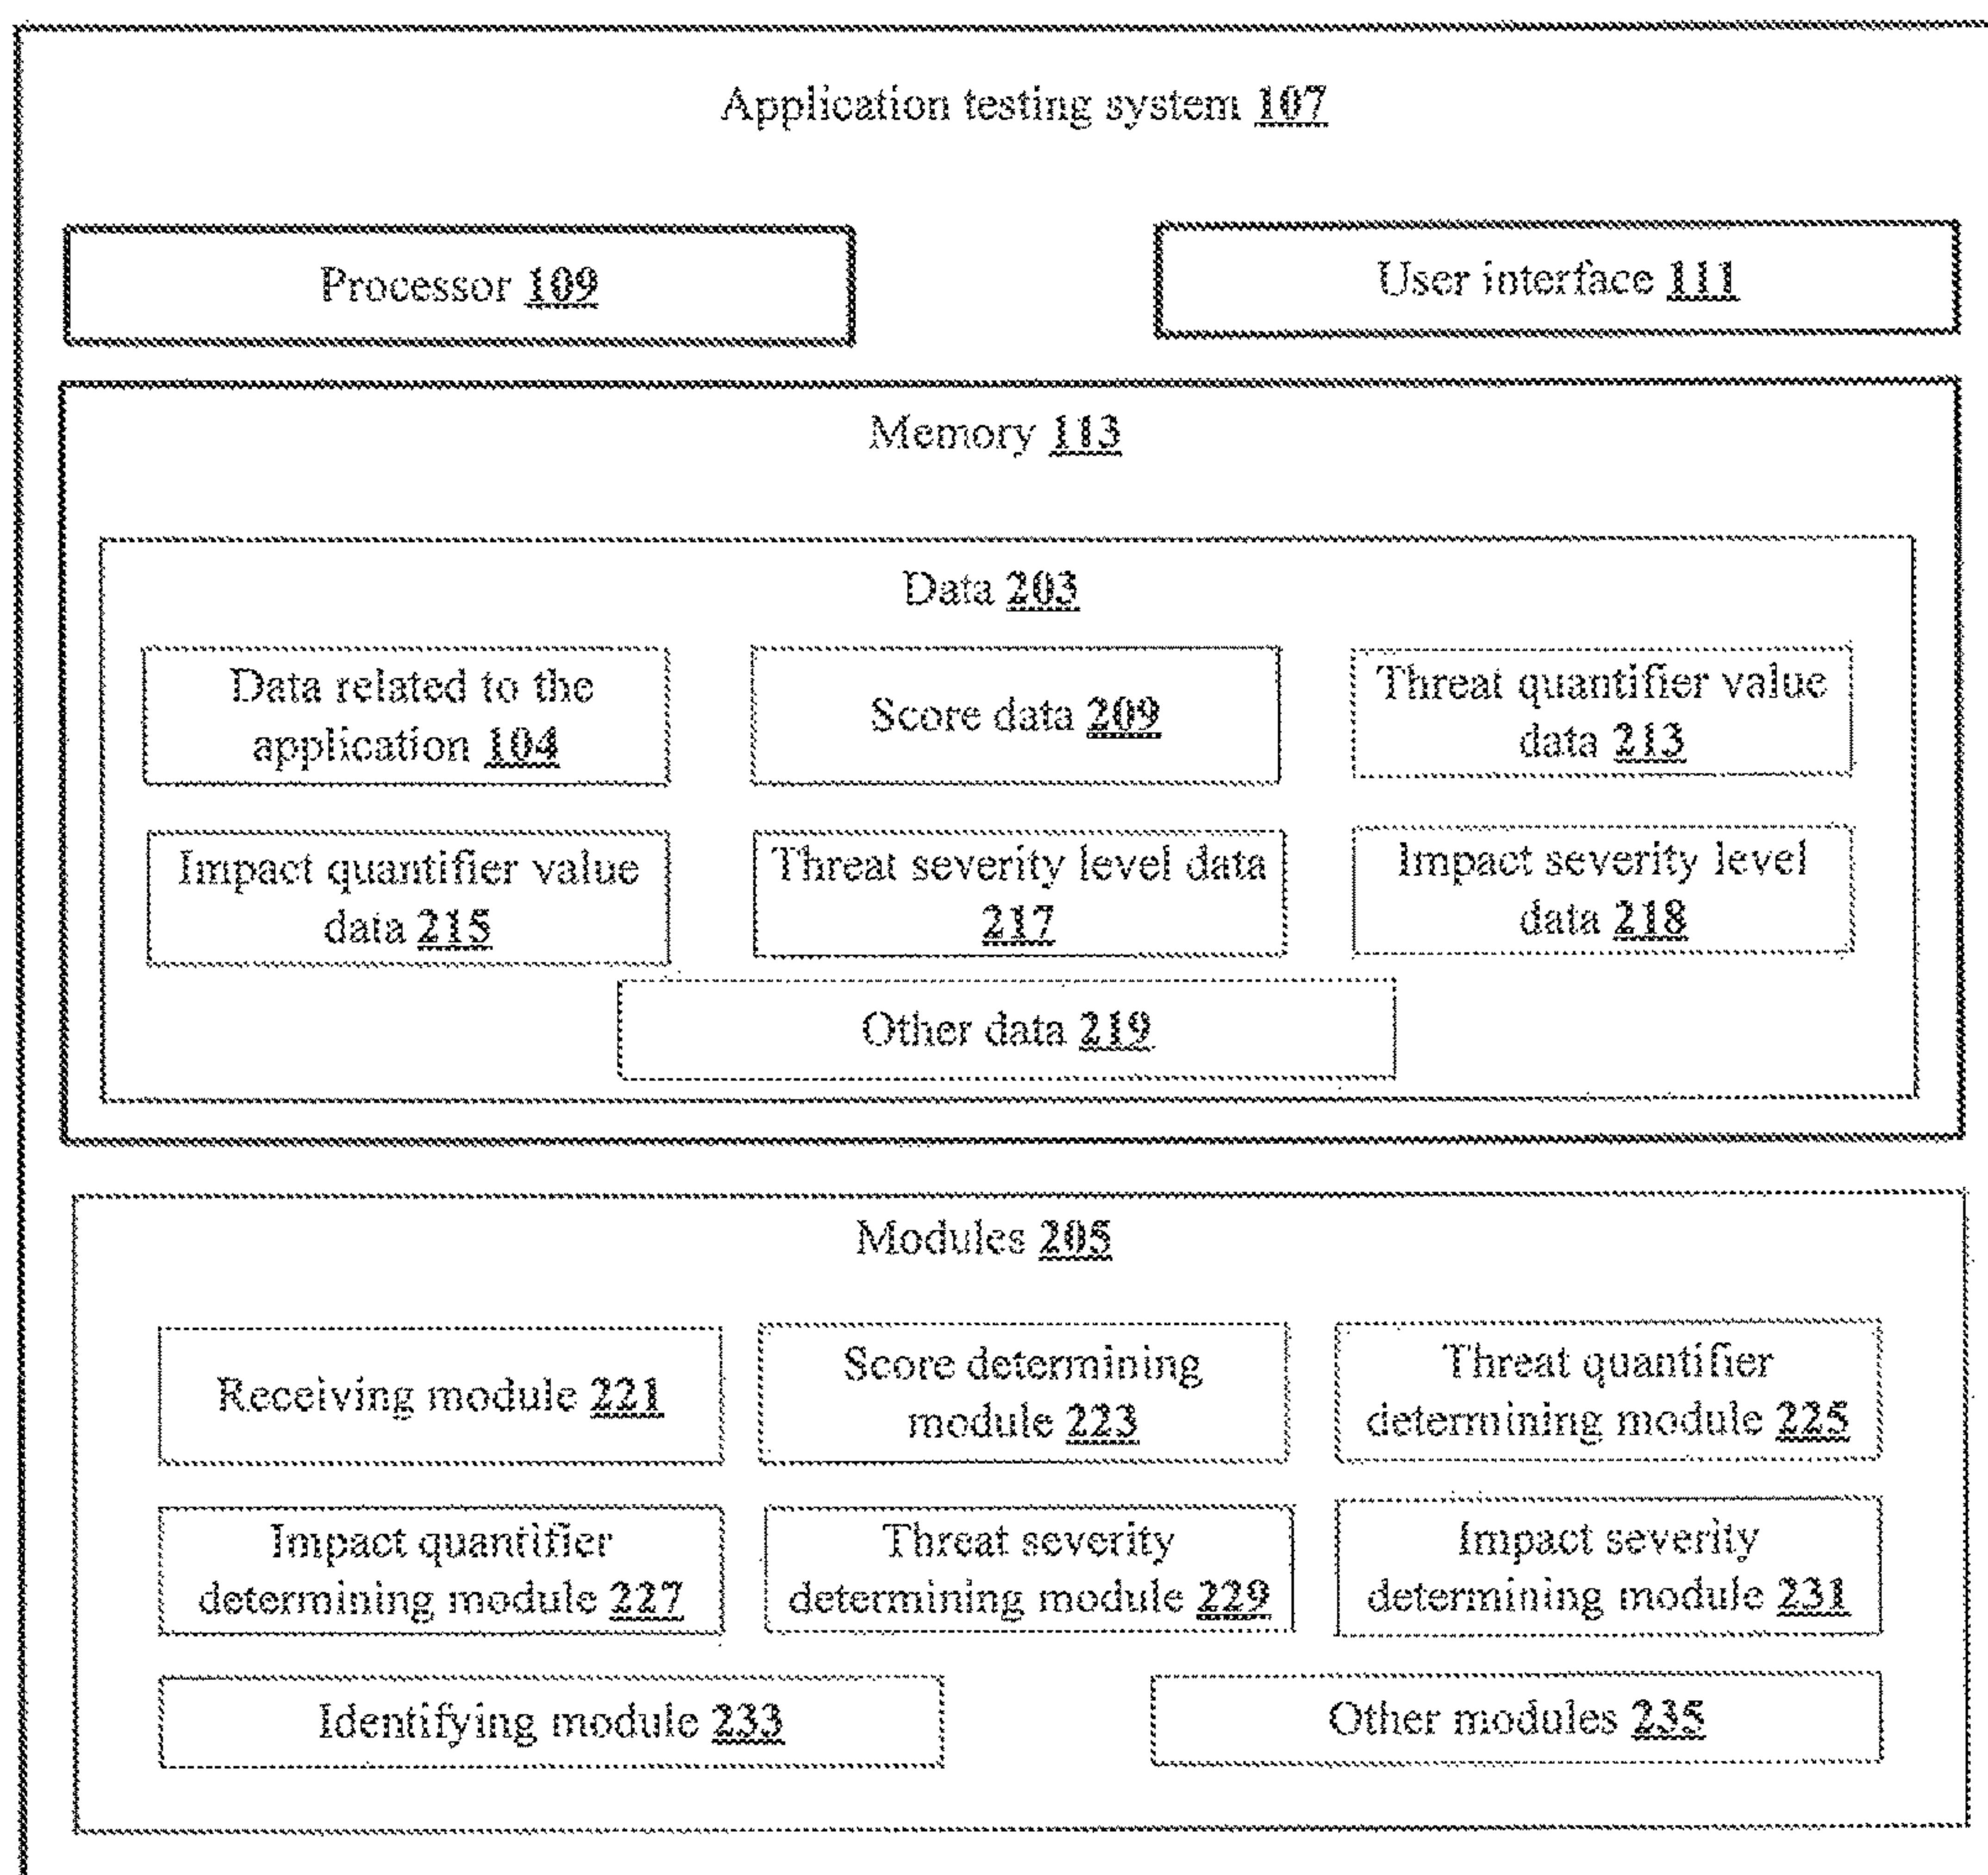 Application testing system 107
Processor 109
User interface 111
Memory 113
Data 203
Data related to the
application 104
Score data 209
Threat quantifier value
data 213
Impact quantifier value
data 215
Threat severity level data
217
Impact severity level
data 218
Other data 219
Modules 205
Receiving module 221
Score determining
module 223
Threat quantifier
determining module 225
Impact quantifier
determining module 227
Threat severity
determining module 229
Impact severity
determining module 231
Identifying module 233
Other modules 235